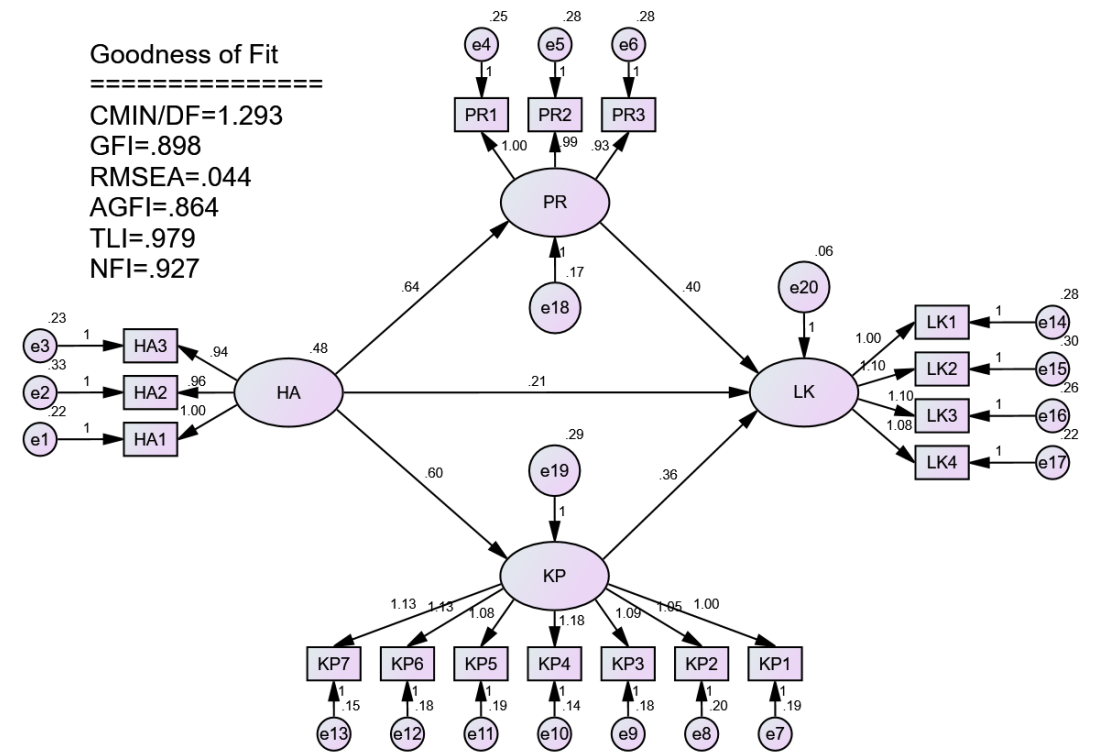 Goodness of Fit
===============
CMIN/DF=1.293
GFI=.898
RMSEA=.044
AGFI=.864
TLI=.979
NFI=.927
.25 .28 .28
e4 e5 e6
1 1 1
PR1 PR2 PR3
1.00 .99 .93
PR
1
.17
e18
.64
.40
.06
e20
1
.23
e3 1 HA3
.33
e2 1 HA2
.22
e1 1 HA1
.94
.96
1.00
.48
HA
.21
LK
1.00
1.10
1.10
1.08
.28
LK1 1 e14
.30
LK2 1 e15
.26
LK3 1 e16
.22
LK4 1 e17
.60
.29
e19
1
.36
KP
1.13 1.13 1.08 1.18 1.09 1.05 1.00
KP7 KP6 KP5 KP4 KP3 KP2 KP1
1 1 1 1 1 1 1
.15 .18 .19 .14 .18 .20 .19
e13 e12 e11 e10 e9 e8 e7